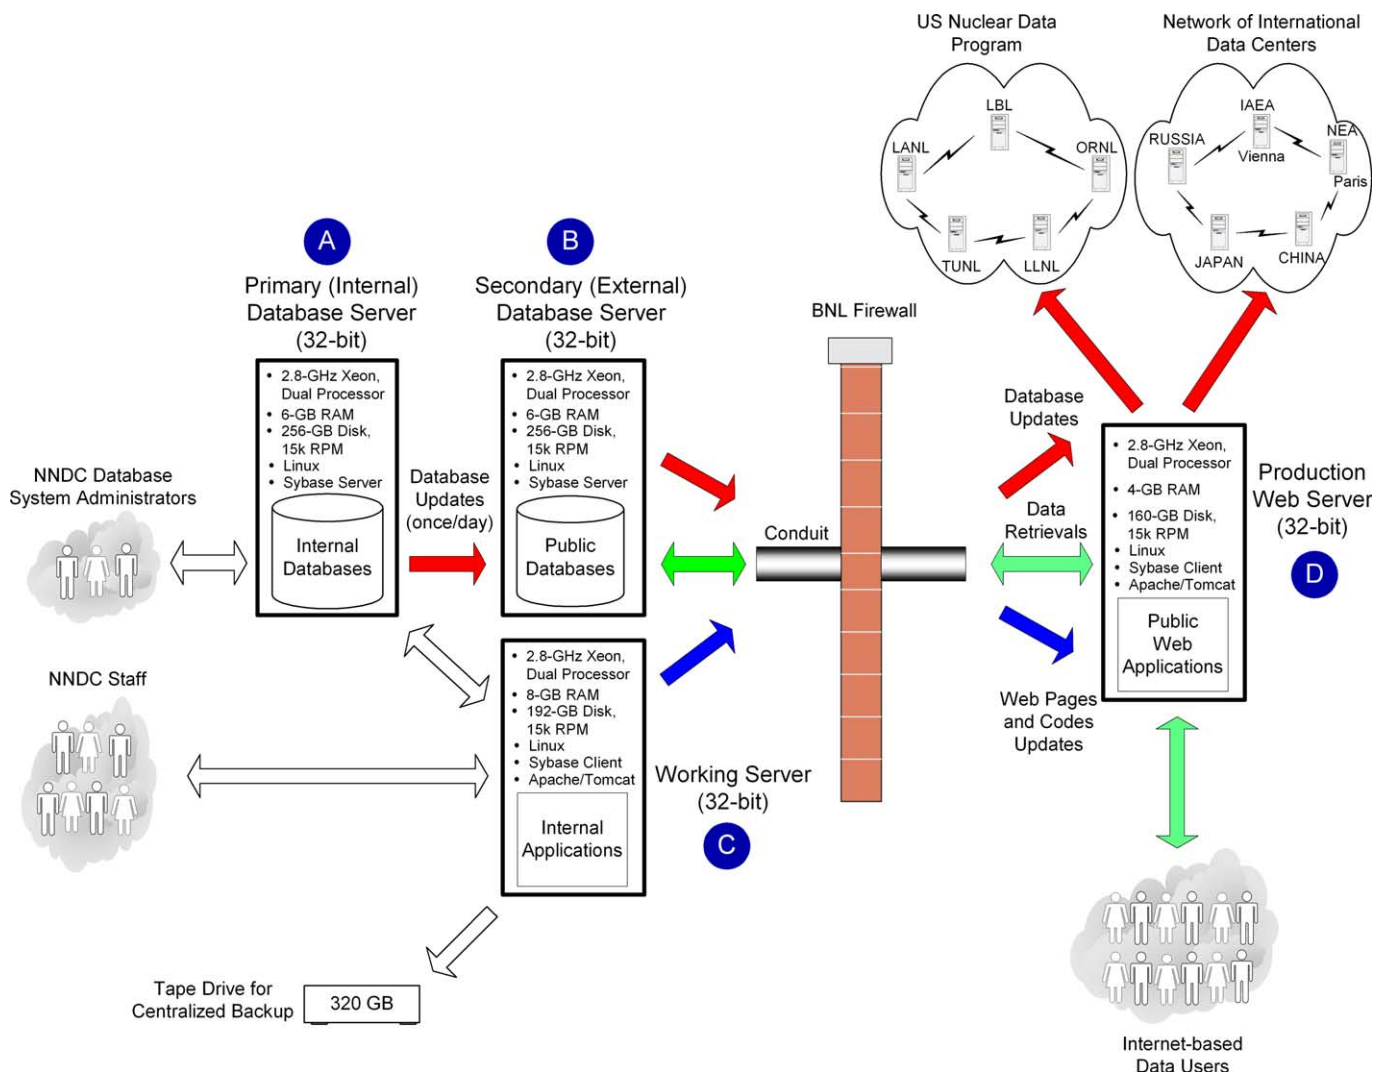 US Nuclear Data
Program
LBL
LANL
ORNL
TUNL
LLNL
Network of International
Data Centers
IAEA
Vienna
RUSSIA
NEA
Paris
JAPAN
CHINA
A
Primary (Internal)
Database Server
(32-bit)
• 2.8-GHz Xeon,
Dual Processor
• 6-GB RAM
• 256-GB Disk,
15k RPM
• Linux
• Sybase Server
Internal
Databases
B
Secondary (External)
Database Server
(32-bit)
• 2.8-GHz Xeon,
Dual Processor
• 6-GB RAM
• 256-GB Disk,
15k RPM
• Linux
• Sybase Server
Public
Databases
NNDC Database
System Administrators
Database
Updates
(once/day)
NNDC Staff
• 2.8-GHz Xeon,
Dual Processor
• 8-GB RAM
• 192-GB Disk,
15k RPM
• Linux
• Sybase Client
• Apache/Tomcat
Internal
Applications
Working Server
(32-bit)
C
Tape Drive for
Centralized Backup
320 GB
BNL Firewall
Conduit
Database
Updates
Data
Retrievals
Web Pages
and Codes
Updates
• 2.8-GHz Xeon,
Dual Processor
• 4-GB RAM
• 160-GB Disk,
15k RPM
• Linux
• Sybase Client
• Apache/Tomcat
Public
Web
Applications
Production
Web Server
(32-bit)
D
Internet-based
Data Users